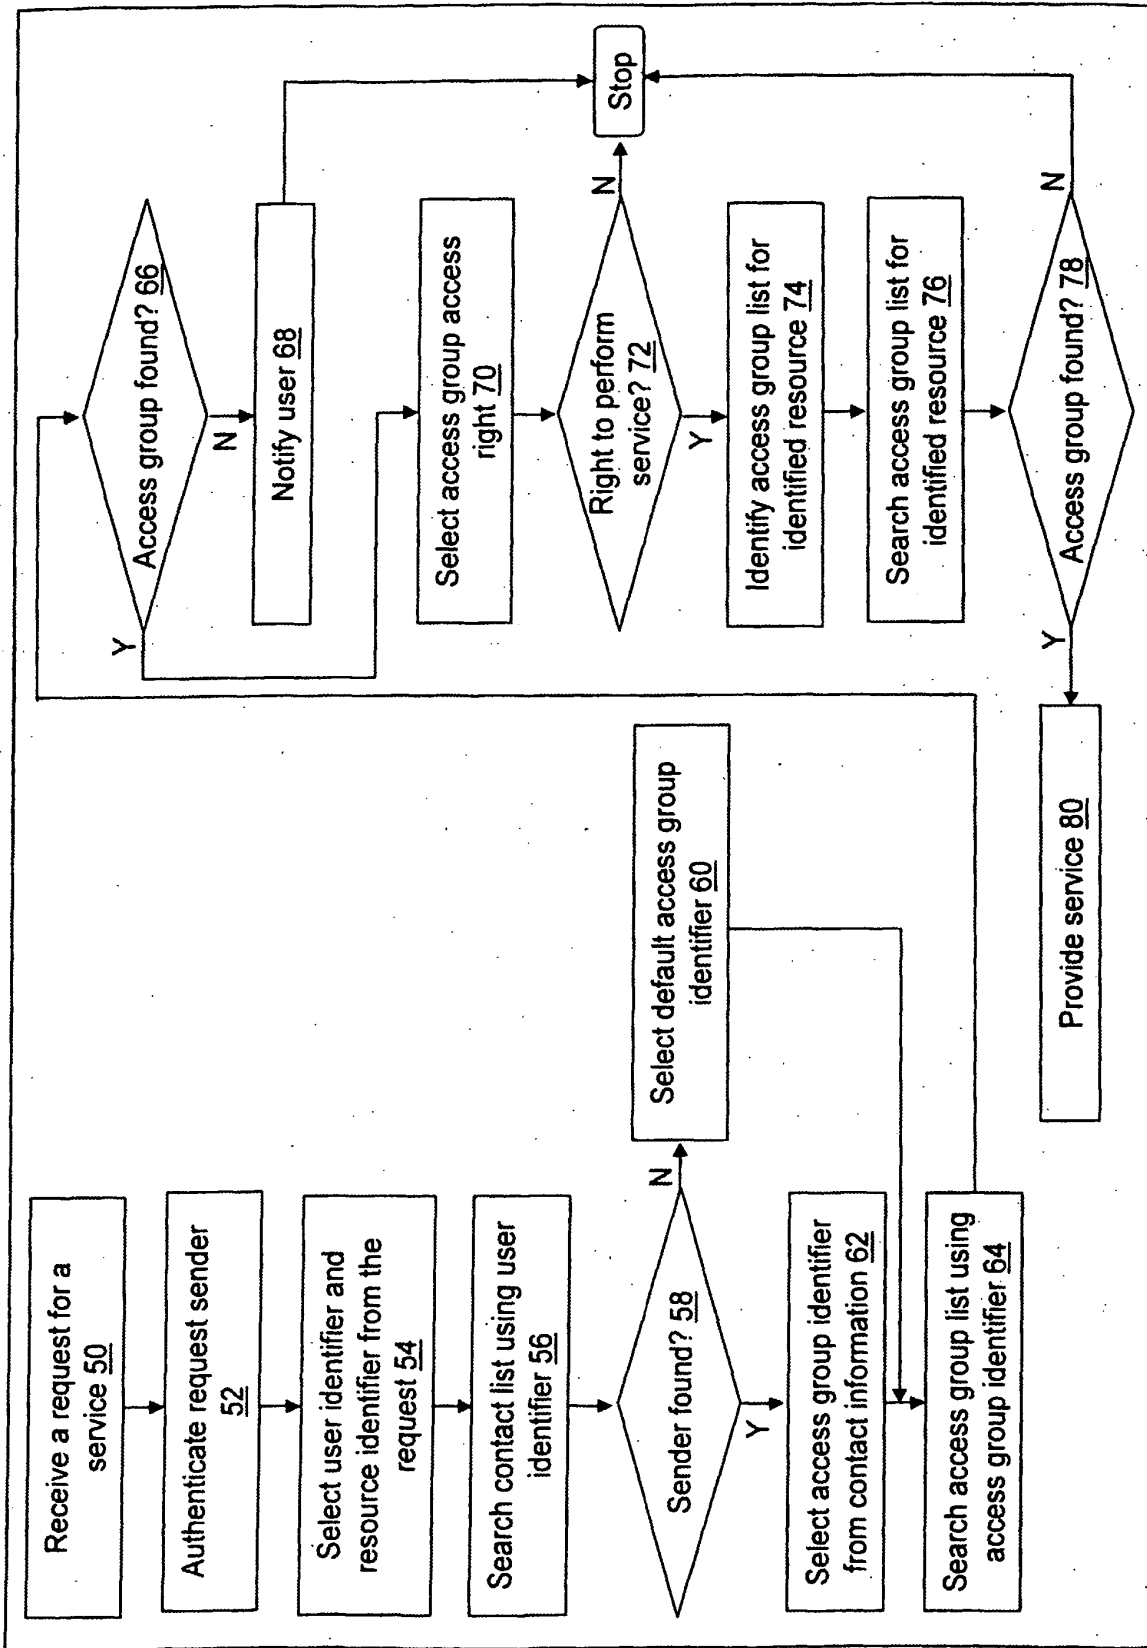 Receive a request for a
service 50
Authenticate request sender
52
Select user identifier and
resource identifier from the
request 54
Search contact list using user
identifier 56
Sender found? 58
N
Y
Select default access group
identifier 60
Select access group identifier
from contact information 62
Search access group list using
access group identifier 64
Access group found? 66
Y
N
Notify user 68
Select access group access
right 70
Right to perform
service? 72
N
Y
Stop
Identify access group list for
identified resource 74
Search access group list for
identified resource 76
Access group found? 78
Y
N
Provide service 80